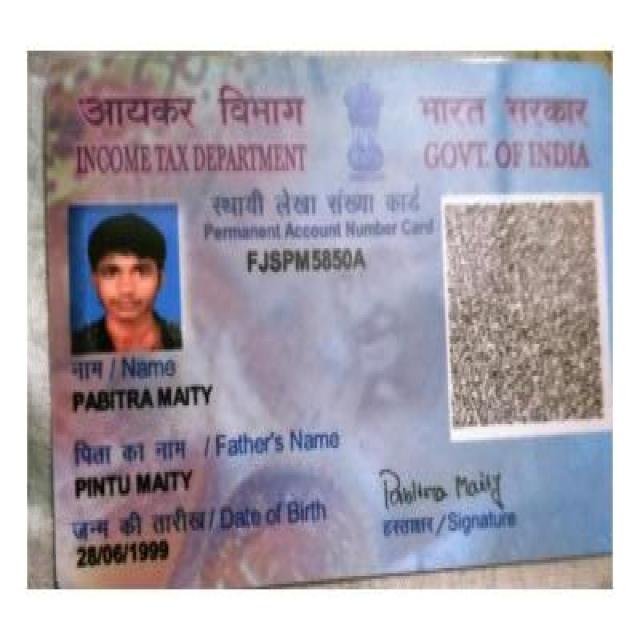 आयकर विभाग भारत सरकार
INCOME TAX DEPARTMENT GOVT. OF INDIA
स्थायी लेखा संख्या कार्ड
Permanent Account Number Card
FJSPM5850A
नाम / Name
PABITRA MAITY
पिता का नाम / Father's Name
PINTU MAITY
Pabitra Maity
जन्म की तारीख / Date of Birth
हस्ताक्षर / Signature
28/06/1999